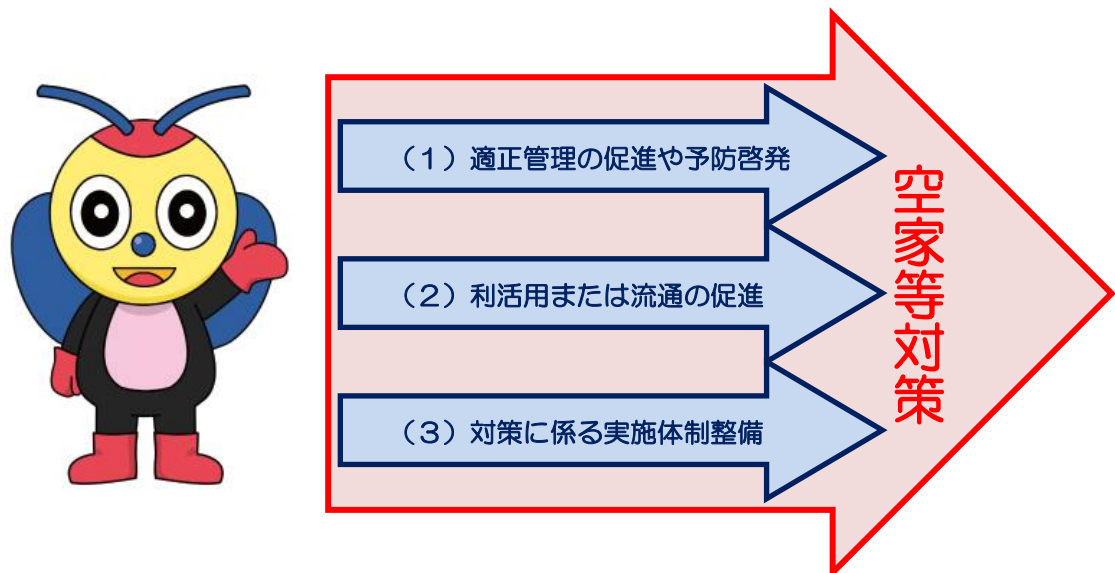 （１）適正管理の促進や予防啓発
（２）利活用または流通の促進
（３）対策に係る実施体制整備
空家等対策